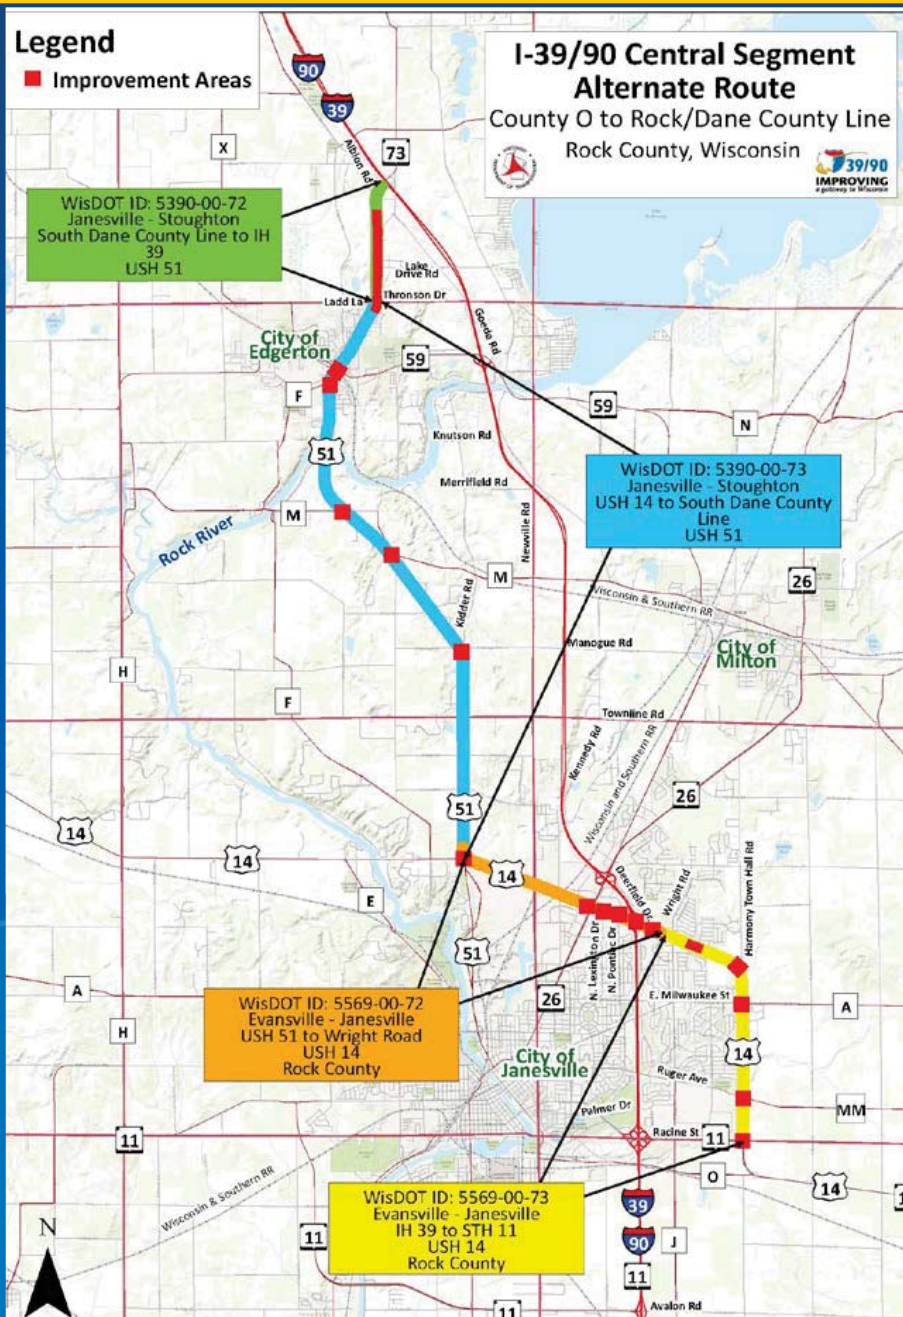 Legend
Improvement Areas
I-39/90 Central Segment
Alternate Route
County O to Rock/Dane County Line
Rock County, Wisconsin
39/90
IMPROVING
a gateway to Wisconsin
90
39
Albion Rd
73
X
WisDOT ID: 5390-00-72
Janesville - Stoughton
South Dane County Line to IH
39
USH 51
Lake
Drive Rd
Ladd La
Thronson Dr
Goede Rd
City of
Edgerton
59
59
F
N
Knutson Rd
51
Merrifield Rd
WisDOT ID: 5390-00-73
Janesville - Stoughton
USH 14 to South Dane County
Line
USH 51
M
Rock River
Newville Rd
M
26
Kidder Rd
Wisconsin & Southern RR
Manogue Rd
City of
Milton
H
F
Townline Rd
Kennedy Rd
Wisconsin and Southern RR
26
51
14
14
14
E
Deerfield Dr
Wright Rd
Harmony Town Hall Rd
N. Lexington Dr
N. Pontiac Dr
51
A
26
E. Milwaukee St
A
WisDOT ID: 5569-00-72
Evansville - Janesville
USH 51 to Wright Road
USH 14
Rock County
H
City of
Janesville
14
Ruger Ave
Palmer Dr
MM
11
Racine St
11
O
14
1
Wisconsin & Southern RR
WisDOT ID: 5569-00-73
Evansville - Janesville
IH 39 to STH 11
USH 14
Rock County
39
90
J
11
N
11
11
Avalon Rd